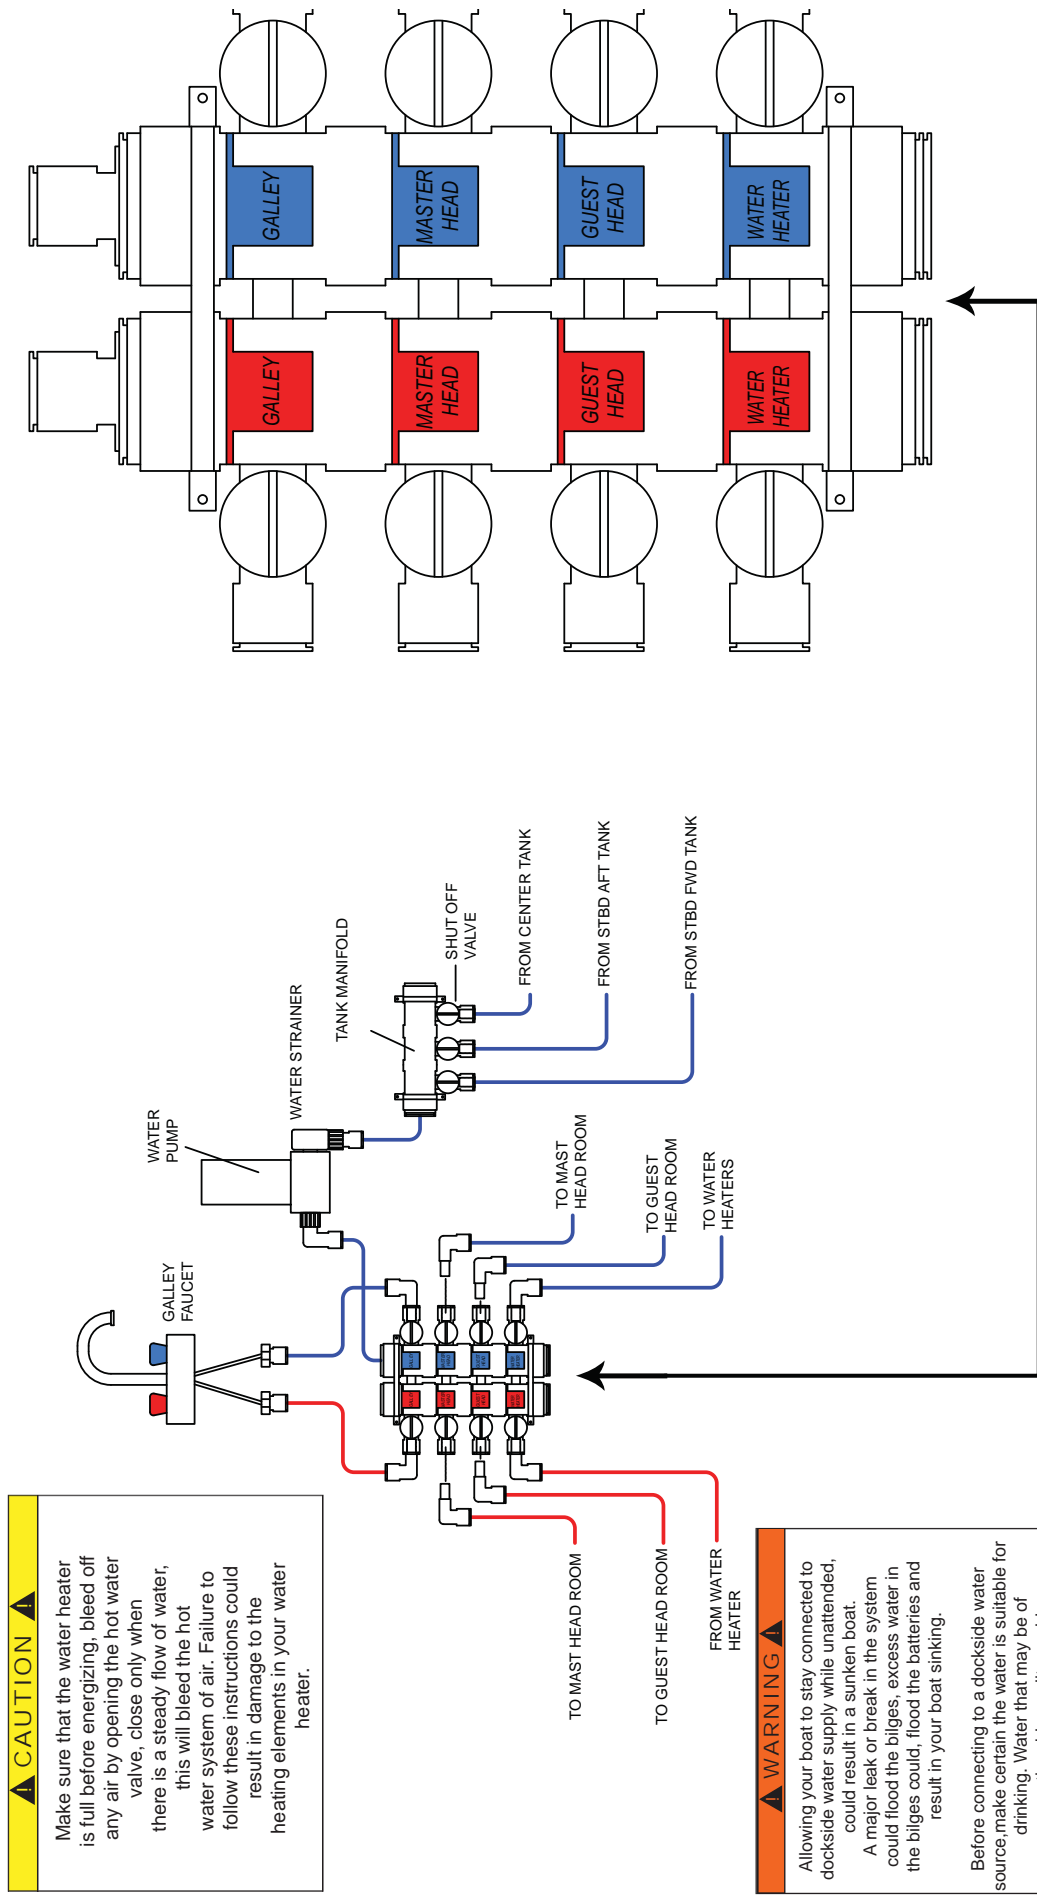 CAUTION
Make sure that the water heater
is full before energizing, bleed off
any air by opening the hot water
valve, close only when
there is a steady flow of water,
this will bleed the hot
water system of air. Failure to
follow these instructions could
result in damage to the
heating elements in your water
heater.
GALLEY
FAUCET
WATER
PUMP
WATER STRAINER
TANK MANIFOLD
SHUT OFF
VALVE
FROM CENTER TANK
FROM STBD AFT TANK
FROM STBD FWD TANK
TO MAST
HEAD ROOM
TO GUEST
HEAD ROOM
TO WATER
HEATERS
TO MAST HEAD ROOM
TO GUEST HEAD ROOM
FROM WATER
HEATER
GALLEY
MASTER
HEAD
GUEST
HEAD
WATER
HEATER
GALLEY
MASTER
HEAD
GUEST
HEAD
WATER
HEATER
WARNING
Allowing your boat to stay connected to
dockside water supply while unattended,
could result in a sunken boat.
A major leak or break in the system
could flood the bilges, excess water in
the bilges could, flood the batteries and
result in your boat sinking.
Before connecting to a dockside water
source,make certain the water is suitable for
drinking. Water that may be of